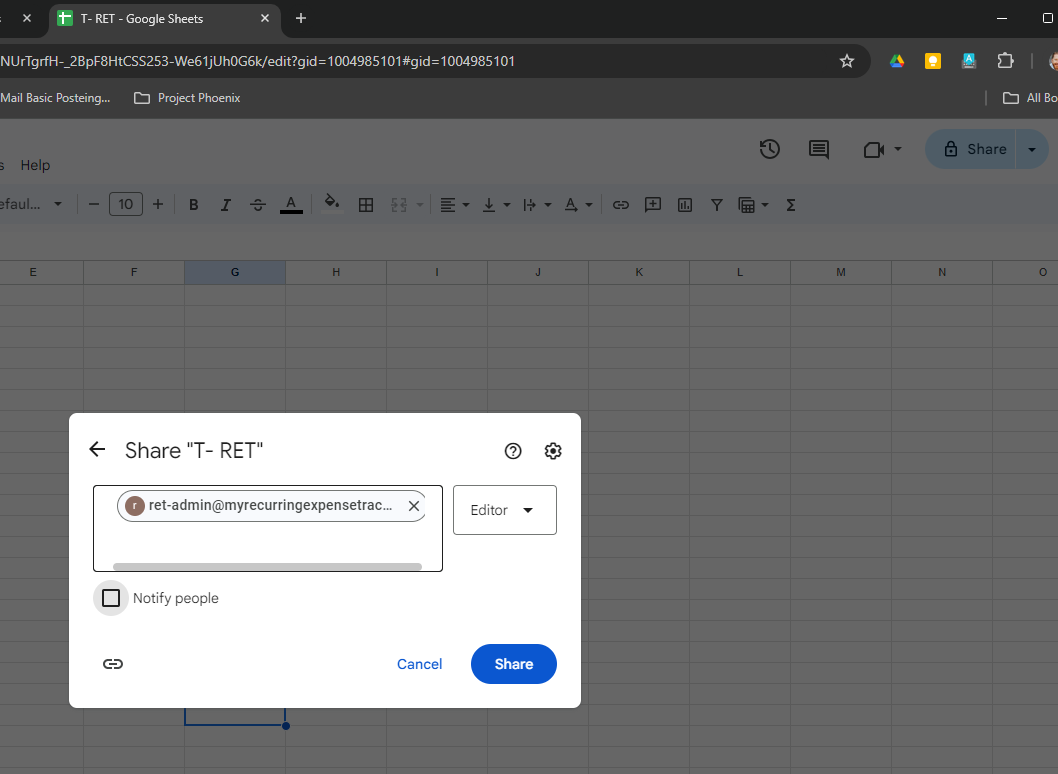 T- RET - Google Sheets
NUrTgrfH-_2BpF8HtCSS253-We61jUh0G6k/edit?gid=1004985101#gid=1004985101
Mail Basic Posteing... Project Phoenix All Bo
s Help Share
efaul... 10 B I S A A Σ
E F G H I J K L M N O
Share "T- RET"
r ret-admin@myrecurringexpensetrac... Editor
Notify people
Cancel Share